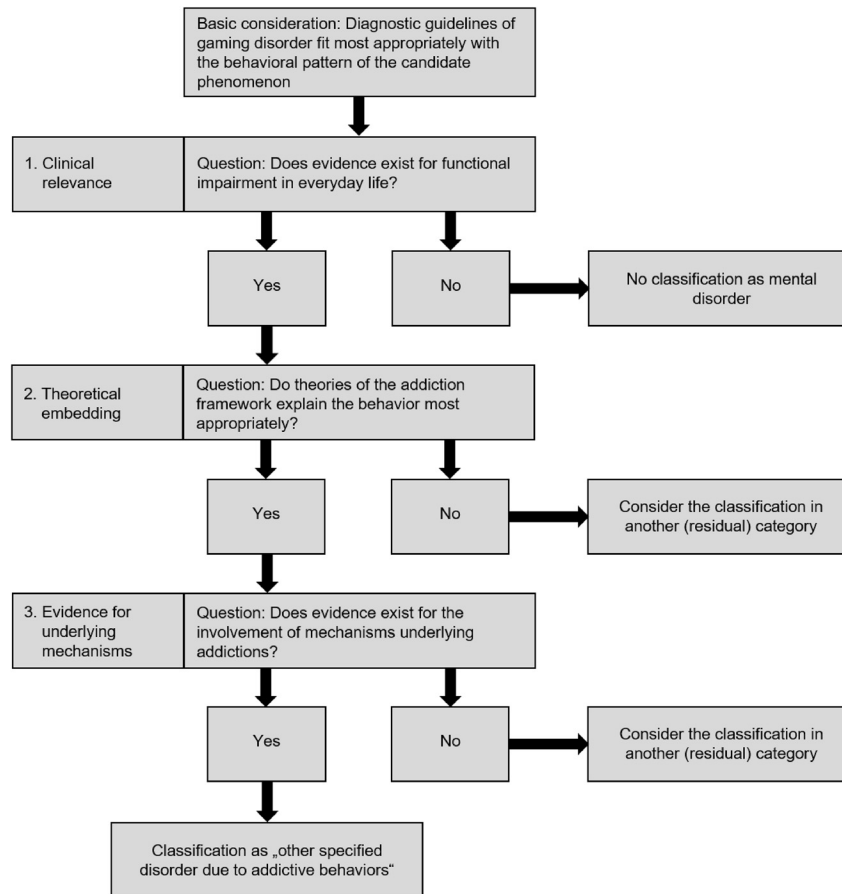 Basic consideration: Diagnostic guidelines of
gaming disorder fit most appropriately with
the behavioral pattern of the candidate
phenomenon
1. Clinical
relevance
Question: Does evidence exist for functional
impairment in everyday life?
Yes
No
No classification as mental
disorder
2. Theoretical
embedding
Question: Do theories of the addiction
framework explain the behavior most
appropriately?
Yes
No
Consider the classification in
another (residual) category
3. Evidence for
underlying
mechanisms
Question: Does evidence exist for the
involvement of mechanisms underlying
addictions?
Yes
No
Consider the classification in
another (residual) category
Classification as „other specified
disorder due to addictive behaviors“